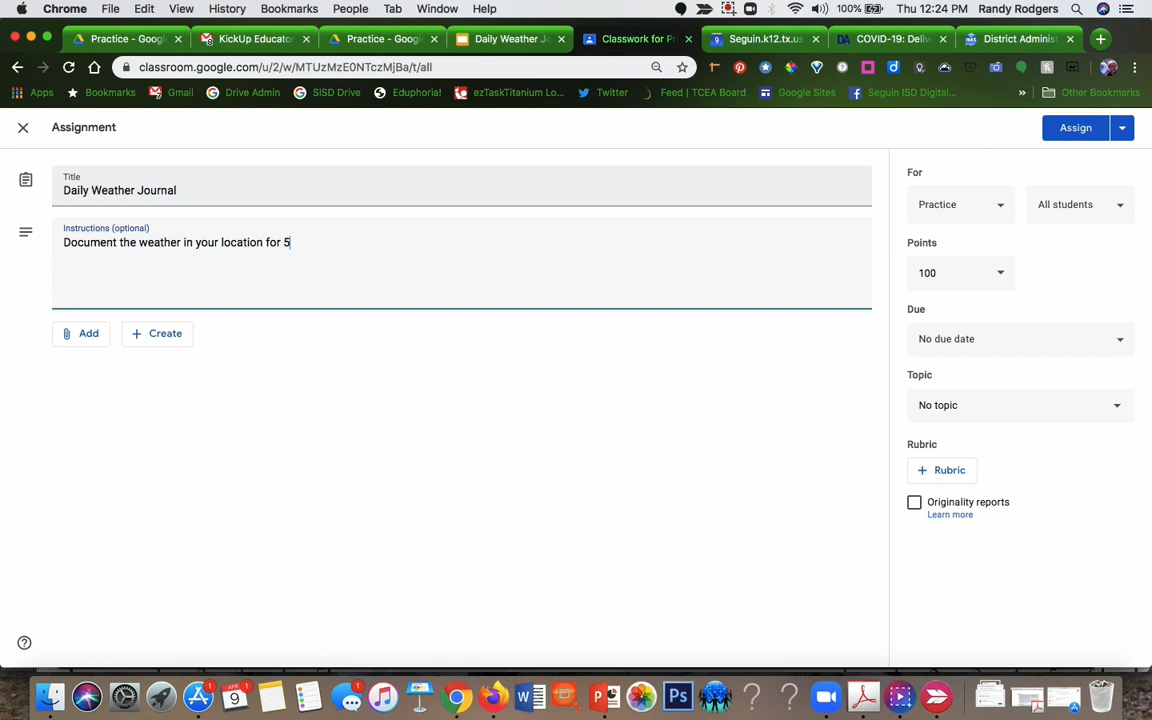 Chrome File Edit View History Bookmarks People Tab Window Help 100% Thu 12:24 PM Randy Rodgers
Practice - Goog KickUp Educator Practice - Goog Daily Weather Jo Classwork for Pr Seguin.k12.tx.us COVID-19: Deliv District Adminis
classroom.google.com/u/2/w/MTUzMzE0NTczMjBa/t/all
Apps Bookmarks Gmail Drive Admin SISD Drive Eduphoria! ezTaskTitanium Lo... Twitter Feed | TCEA Board Google Sites Seguin ISD Digital... » Other Bookmarks
Assignment Assign
Title
Daily Weather Journal
Instructions (optional)
Document the weather in your location for 5
Add + Create
For
Practice All students
Points
100
Due
No due date
Topic
No topic
Rubric
+ Rubric
Originality reports
Learn more